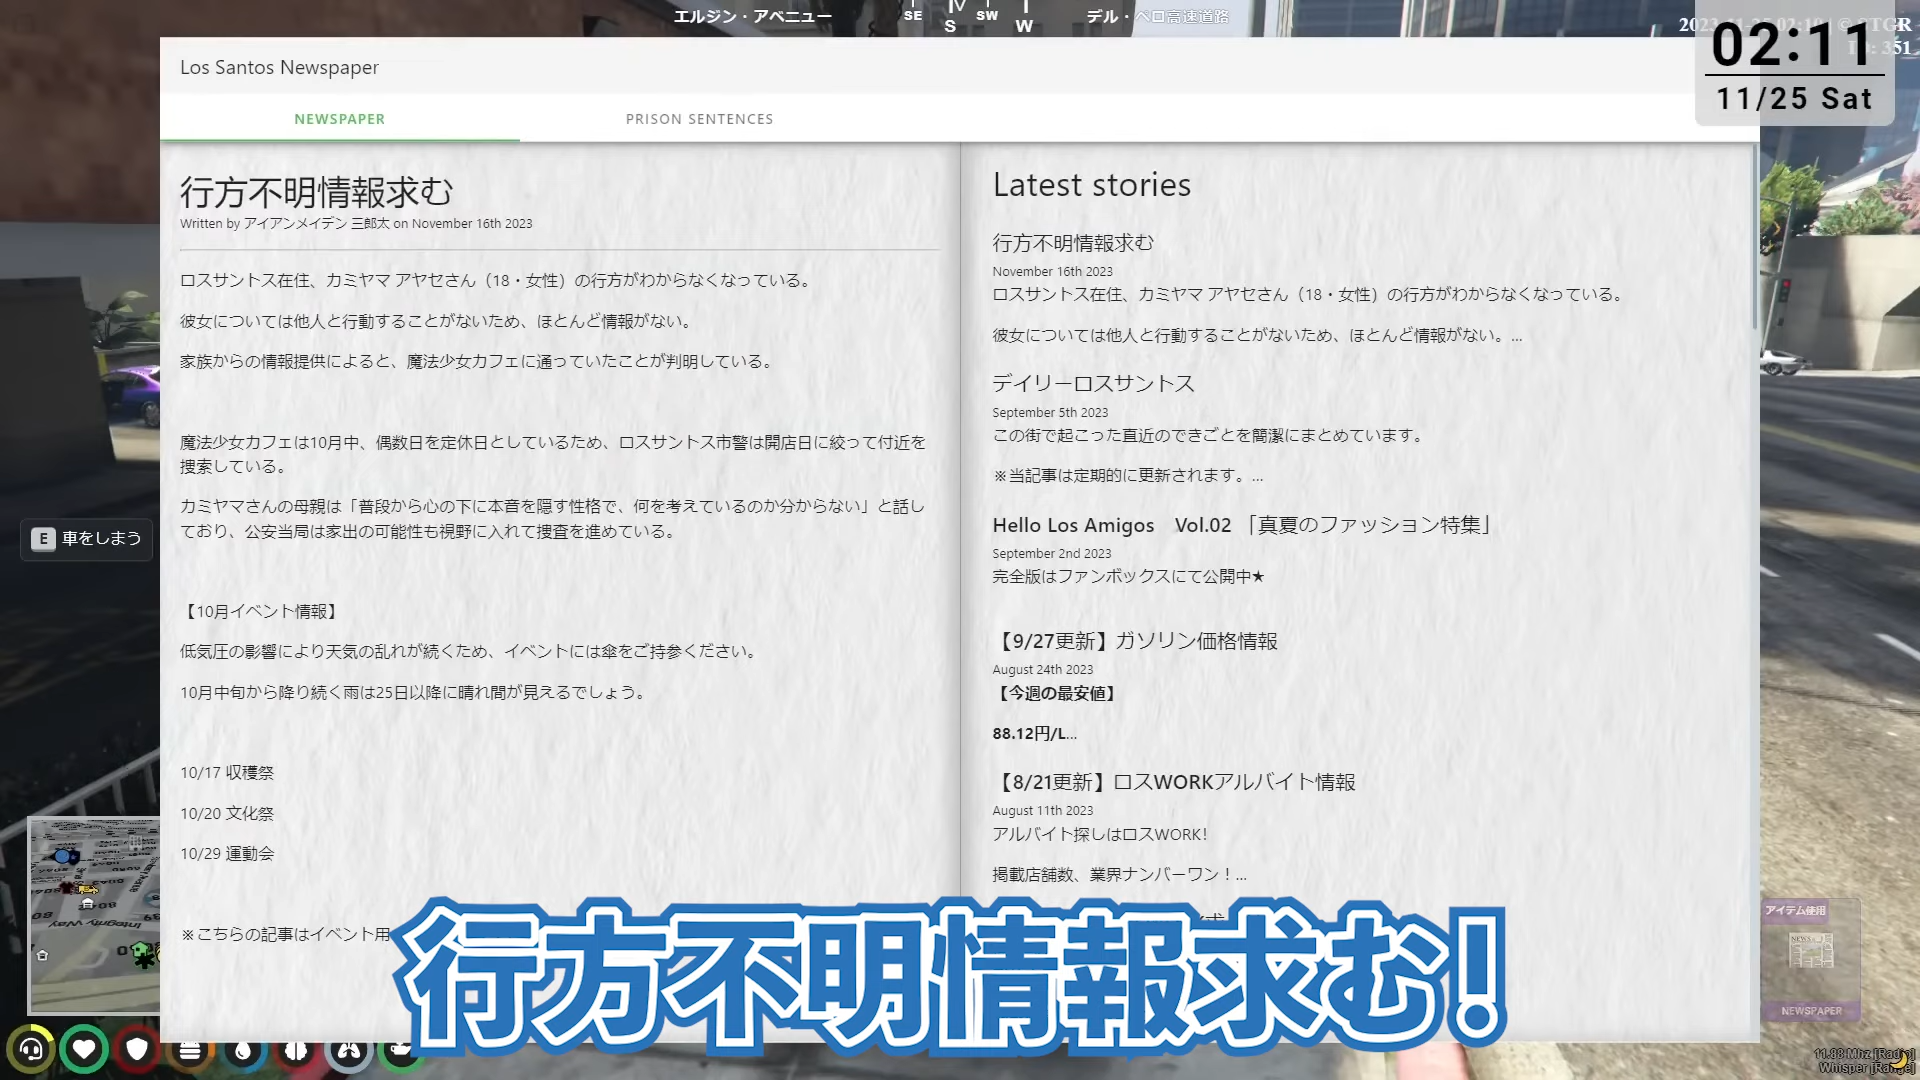 エルジン・アベニュー
SE
S
SW
W
デル・ペロ高速道路
02:11
11/25 Sat
Los Santos Newspaper
NEWSPAPER
PRISON SENTENCES
行方不明情報求む
Written by アイアンメイデン 三郎太 on November 16th 2023
ロスサントス在住、カミヤマ アヤセさん（18・女性）の行方がわからなくなっている。
彼女については他人と行動することがないため、ほとんど情報がない。
家族からの情報提供によると、魔法少女カフェに通っていたことが判明している。
魔法少女カフェは10月中、偶数日を定休日としているため、ロスサントス市警は開店日に絞って付近を
捜索している。
カミヤマさんの母親は「普段から心の下に本音を隠す性格で、何を考えているのか分からない」と話し
ており、公安当局は家出の可能性も視野に入れて捜査を進めている。
【10月イベント情報】
低気圧の影響により天気の乱れが続くため、イベントには傘をご持参ください。
10月中旬から降り続く雨は25日以降に晴れ間が見えるでしょう。
10/17 収穫祭
10/20 文化祭
10/29 運動会
※こちらの記事はイベント用
Latest stories
行方不明情報求む
November 16th 2023
ロスサントス在住、カミヤマ アヤセさん（18・女性）の行方がわからなくなっている。
彼女については他人と行動することがないため、ほとんど情報がない。...
デイリーロスサントス
September 5th 2023
この街で起こった直近のできごとを簡潔にまとめています。
※当記事は定期的に更新されます。...
Hello Los Amigos　Vol.02 「真夏のファッション特集」
September 2nd 2023
完全版はファンボックスにて公開中★
【9/27更新】ガソリン価格情報
August 24th 2023
【今週の最安値】
88.12円/L...
【8/21更新】ロスWORKアルバイト情報
August 11th 2023
アルバイト探しはロスWORK!
掲載店舗数、業界ナンバーワン！...
E 車をしまう
行方不明情報求む!
アイテム使用
NEWS
NEWSPAPER
Integrity Way
11.88 Mhz [Radio]
Whisper [Range]